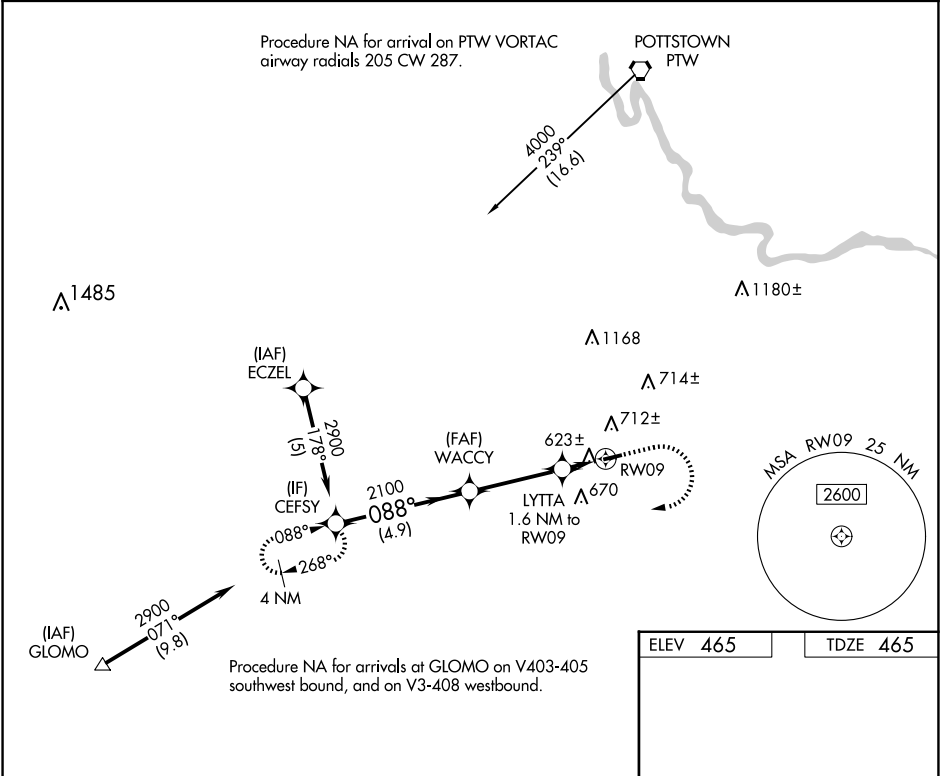 Procedure NA for arrival on PTW VORTAC
airway radials 205 CW 287.
POTTSTOWN
PTW
4000
239°
(16.6)
1485
1180±
1168
714±
712±
(IAF)
ECZEL
2900
178°
(5)
(FAF)
WACCY
623±
RW09
670
LYTTA
1.6 NM to
RW09
(IF)
CEFSY
2100
088°
(4.9)
088°
268°
4 NM
MSA RW09 25 NM
2600
2900
071°
(9.8)
(IAF)
GLOMO
Procedure NA for arrivals at GLOMO on V403-405
southwest bound, and on V3-408 westbound.
ELEV 465
TDZE 465